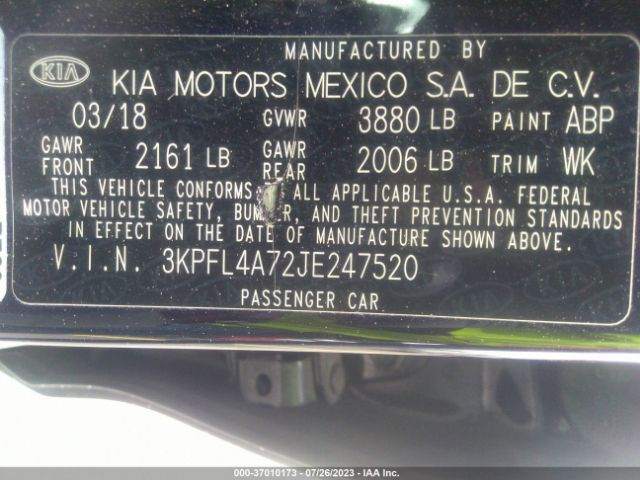 MANUFACTURED BY
KIA KIA MOTORS MEXICO S.A. DE C.V.
03/18 GVWR 3880 LB PAINT ABP
GAWR FRONT 2161 LB GAWR REAR 2006 LB TRIM WK
THIS VEHICLE CONFORMS ALL APPLICABLE U.S.A. FEDERAL
MOTOR VEHICLE SAFETY, AND THEFT PREVENTION STANDARDS
IN EFFECT ON THE DATE OF MANUFACTURE SHOWN ABOVE.
V.I.N. 3KPFL4A72JE247520
PASSENGER CAR
000-37010173 - 07/26/2023 - IAA Inc.